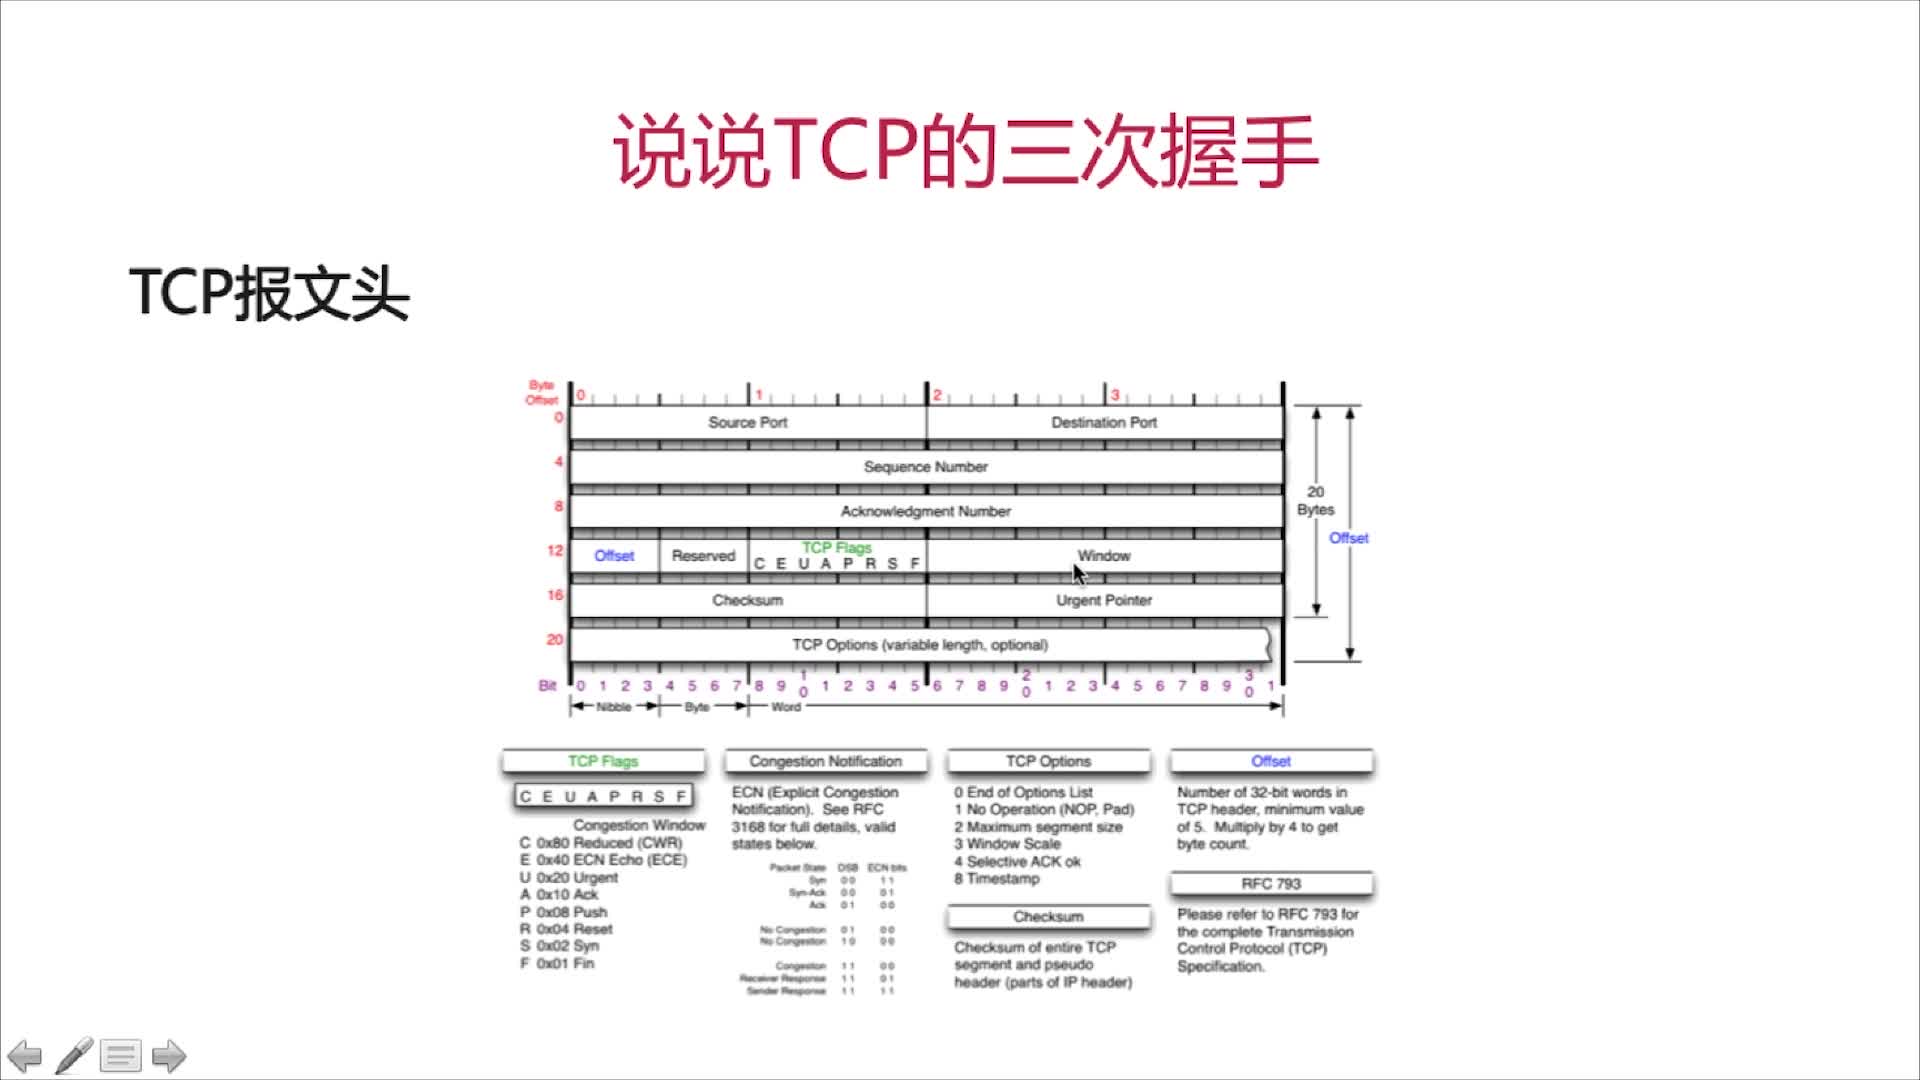 说说TCP的三次握手
TCP报文头
Byte
Offset
0 1 2 3
0 Source Port Destination Port
4 Sequence Number
8 Acknowledgment Number
20
Bytes
Offset
12 Offset Reserved TCP Flags Window
C E U A P R S F
16 Checksum Urgent Pointer
20 TCP Options (variable length, optional)
Bit 0 1 2 3 4 5 6 7 8 9 10 1 2 3 4 5 6 7 8 9 20 1 2 3 4 5 6 7 8 9 30 1
Nibble Byte Word
TCP Flags
C E U A P R S F
Congestion Window
C 0x80 Reduced (CWR)
E 0x40 ECN Echo (ECE)
U 0x20 Urgent
A 0x10 Ack
P 0x08 Push
R 0x04 Reset
S 0x02 Syn
F 0x01 Fin
Congestion Notification
ECN (Explicit Congestion
Notification). See RFC
3168 for full details, valid
states below.
Packet State DSB ECN bits
Syn 0 0 1 1
Syn-Ack 0 0 0 1
Ack 0 1 0 0
No Congestion 0 1 0 0
No Congestion 1 0 0 0
Congestion 1 1 0 0
Receiver Response 1 1 0 1
Sender Response 1 1 1 1
TCP Options
0 End of Options List
1 No Operation (NOP, Pad)
2 Maximum segment size
3 Window Scale
4 Selective ACK ok
8 Timestamp
Checksum
Checksum of entire TCP
segment and pseudo
header (parts of IP header)
Offset
Number of 32-bit words in
TCP header, minimum value
of 5. Multiply by 4 to get
byte count.
RFC 793
Please refer to RFC 793 for
the complete Transmission
Control Protocol (TCP)
Specification.